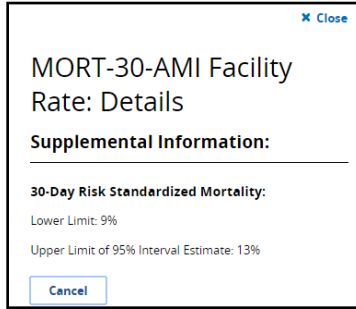 ✖ Close
MORT-30-AMI Facility
Rate: Details
Supplemental Information:
30-Day Risk Standardized Mortality:
Lower Limit: 9%
Upper Limit of 95% Interval Estimate: 13%
Cancel